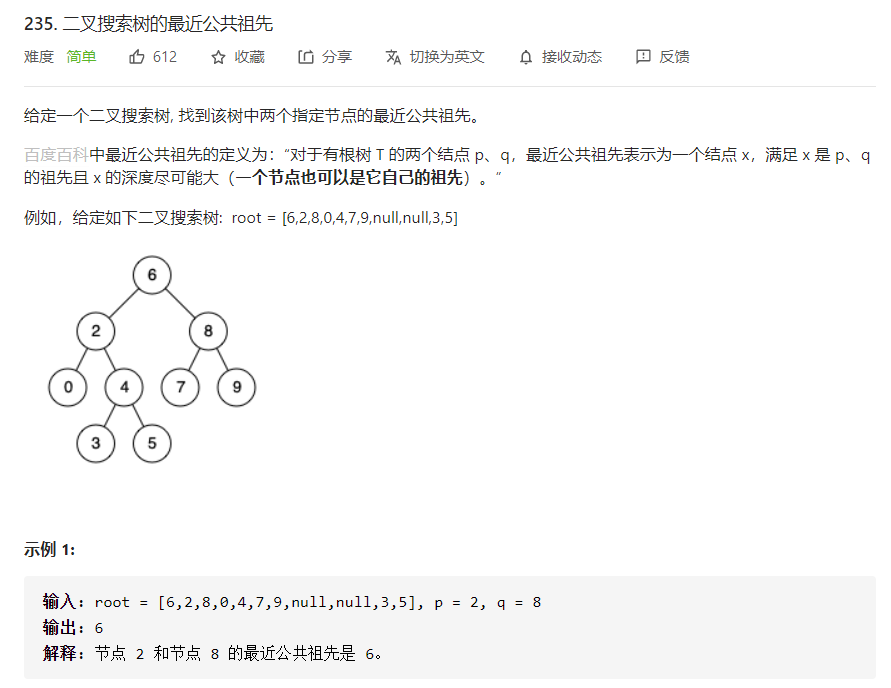 235. 二叉搜索树的最近公共祖先
难度 简单 612 收藏 分享 切换为英文 接收动态 反馈
给定一个二叉搜索树, 找到该树中两个指定节点的最近公共祖先。
百度百科中最近公共祖先的定义为：“对于有根树 T 的两个结点 p、q，最近公共祖先表示为一个结点 x，满足 x 是 p、q
的祖先且 x 的深度尽可能大（一个节点也可以是它自己的祖先）。”
例如，给定如下二叉搜索树: root = [6,2,8,0,4,7,9,null,null,3,5]
6
2 8
0 4 7 9
3 5
示例 1:
输入: root = [6,2,8,0,4,7,9,null,null,3,5], p = 2, q = 8
输出: 6
解释: 节点 2 和节点 8 的最近公共祖先是 6。